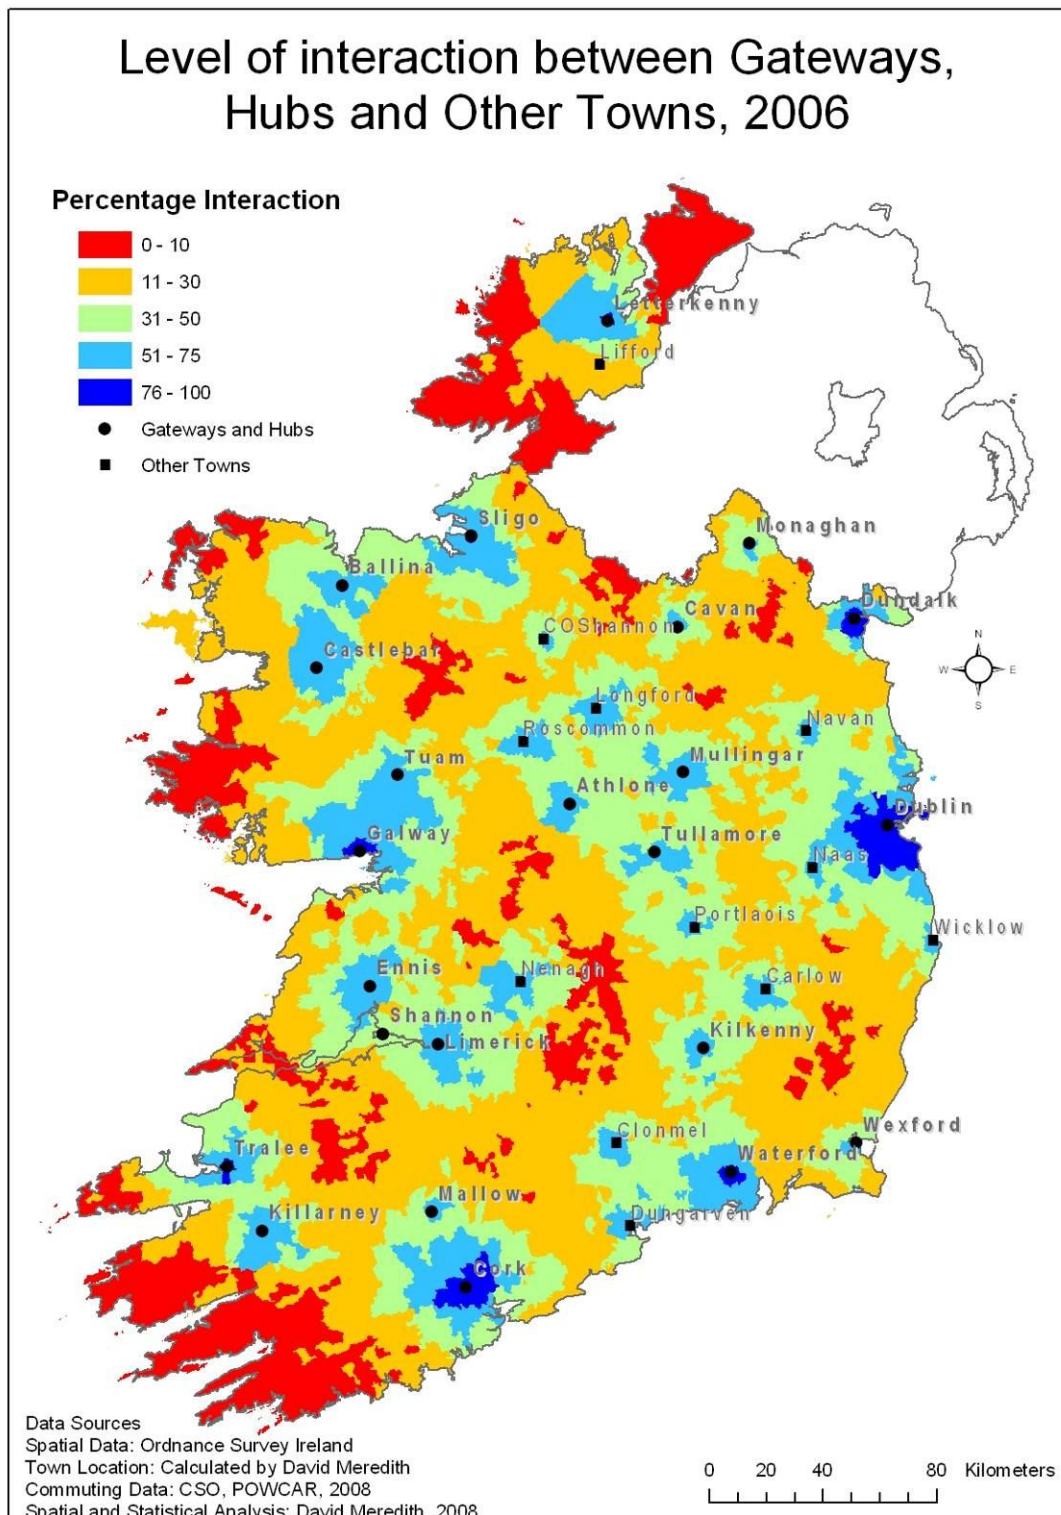 Level of interaction between Gateways,
Hubs and Other Towns, 2006
Percentage Interaction
0 - 10
11 - 30
31 - 50
51 - 75
76 - 100
Gateways and Hubs
Other Towns
Letterkenny
Lifford
Sligo
Monaghan
Ballina
Dundalk
Cavan
COShannon
Castlebar
N
W
E
S
Longford
Navan
Roscommon
Tuam
Mullingar
Athlone
Dublin
Galway
Tullamore
Naas
Portlaois
Wicklow
Ennis
Nenagh
Carlow
Shannon
Limerick
Kilkenny
Wexford
Clonmel
Tralee
Waterford
Mallow
Killarney
Dungarven
Cork
Data Sources
Spatial Data: Ordnance Survey Ireland
Town Location: Calculated by David Meredith
Commuting Data: CSO, POWCAR, 2008
Spatial and Statistical Analysis: David Meredith, 2008
0 20 40 80 Kilometers